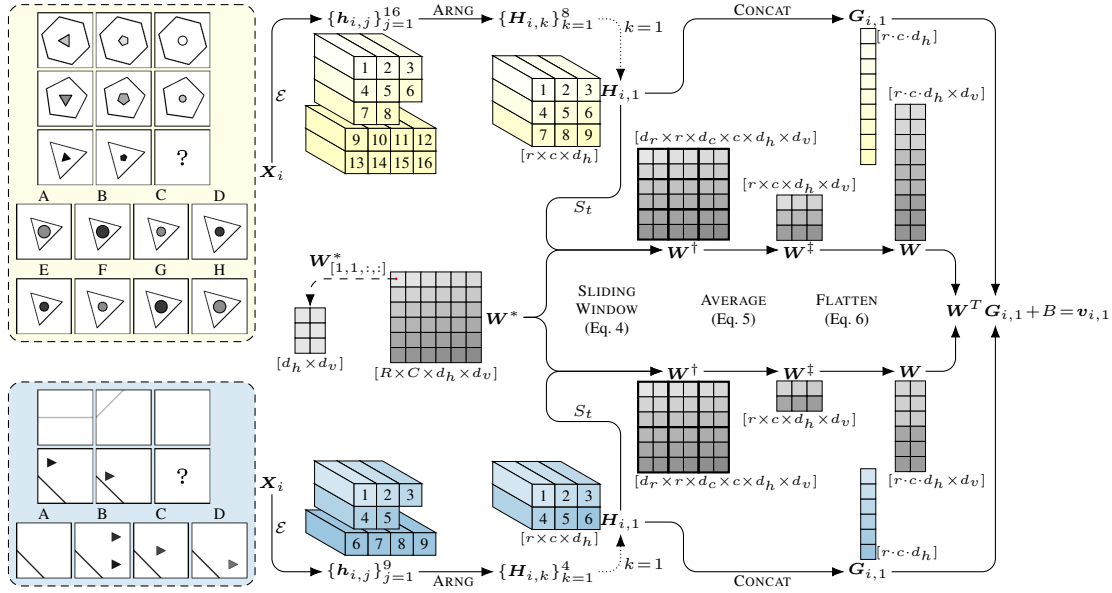 {h_{i,j}}_{j=1}^{16}
ARNG
{H_{i,k}}_{k=1}^{8}
k=1
CONCAT
G_{i,1}
[r·c·d_h]
1 2 3
4 5 6
7 8
9 10 11 12
13 14 15 16
1 2 3
4 5 6
7 8 9
H_{i,1}
[r×c×d_h]
ℰ
X_i
?
A B C D
E F G H
[d_r×r×d_c×c×d_h×d_v]
[r×c×d_h×d_v]
[r·c·d_h×d_v]
S_t
W^†
W^‡
W
W^*_{[1,1,:,:]}
[d_h×d_v]
W^*
[R×C×d_h×d_v]
SLIDING
WINDOW
(Eq. 4)
AVERAGE
(Eq. 5)
FLATTEN
(Eq. 6)
W^T G_{i,1}+B=v_{i,1}
W^†
W^‡
W
S_t
[r×c×d_h×d_v]
[d_r×r×d_c×c×d_h×d_v]
[r·c·d_h×d_v]
?
A B C D
X_i
ℰ
1 2 3
4 5
6 7 8 9
1 2 3
4 5 6
H_{i,1}
[r×c×d_h]
[r·c·d_h]
{h_{i,j}}_{j=1}^{9}
ARNG
{H_{i,k}}_{k=1}^{4}
k=1
CONCAT
G_{i,1}